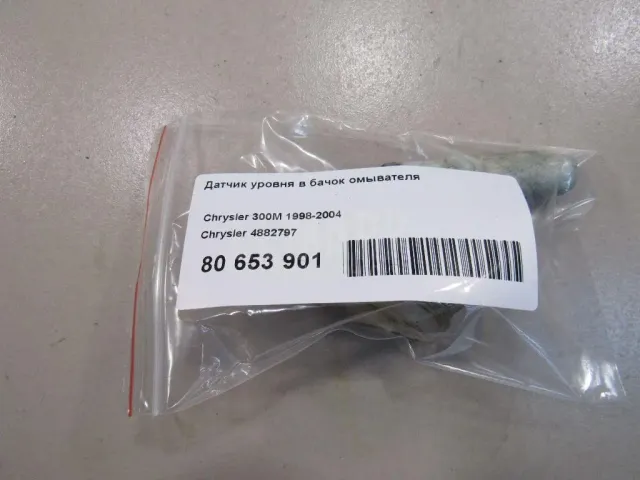 Датчик уровня в бачок омывателя
Chrysler 300M 1998-2004
Chrysler 4882797
80 653 901